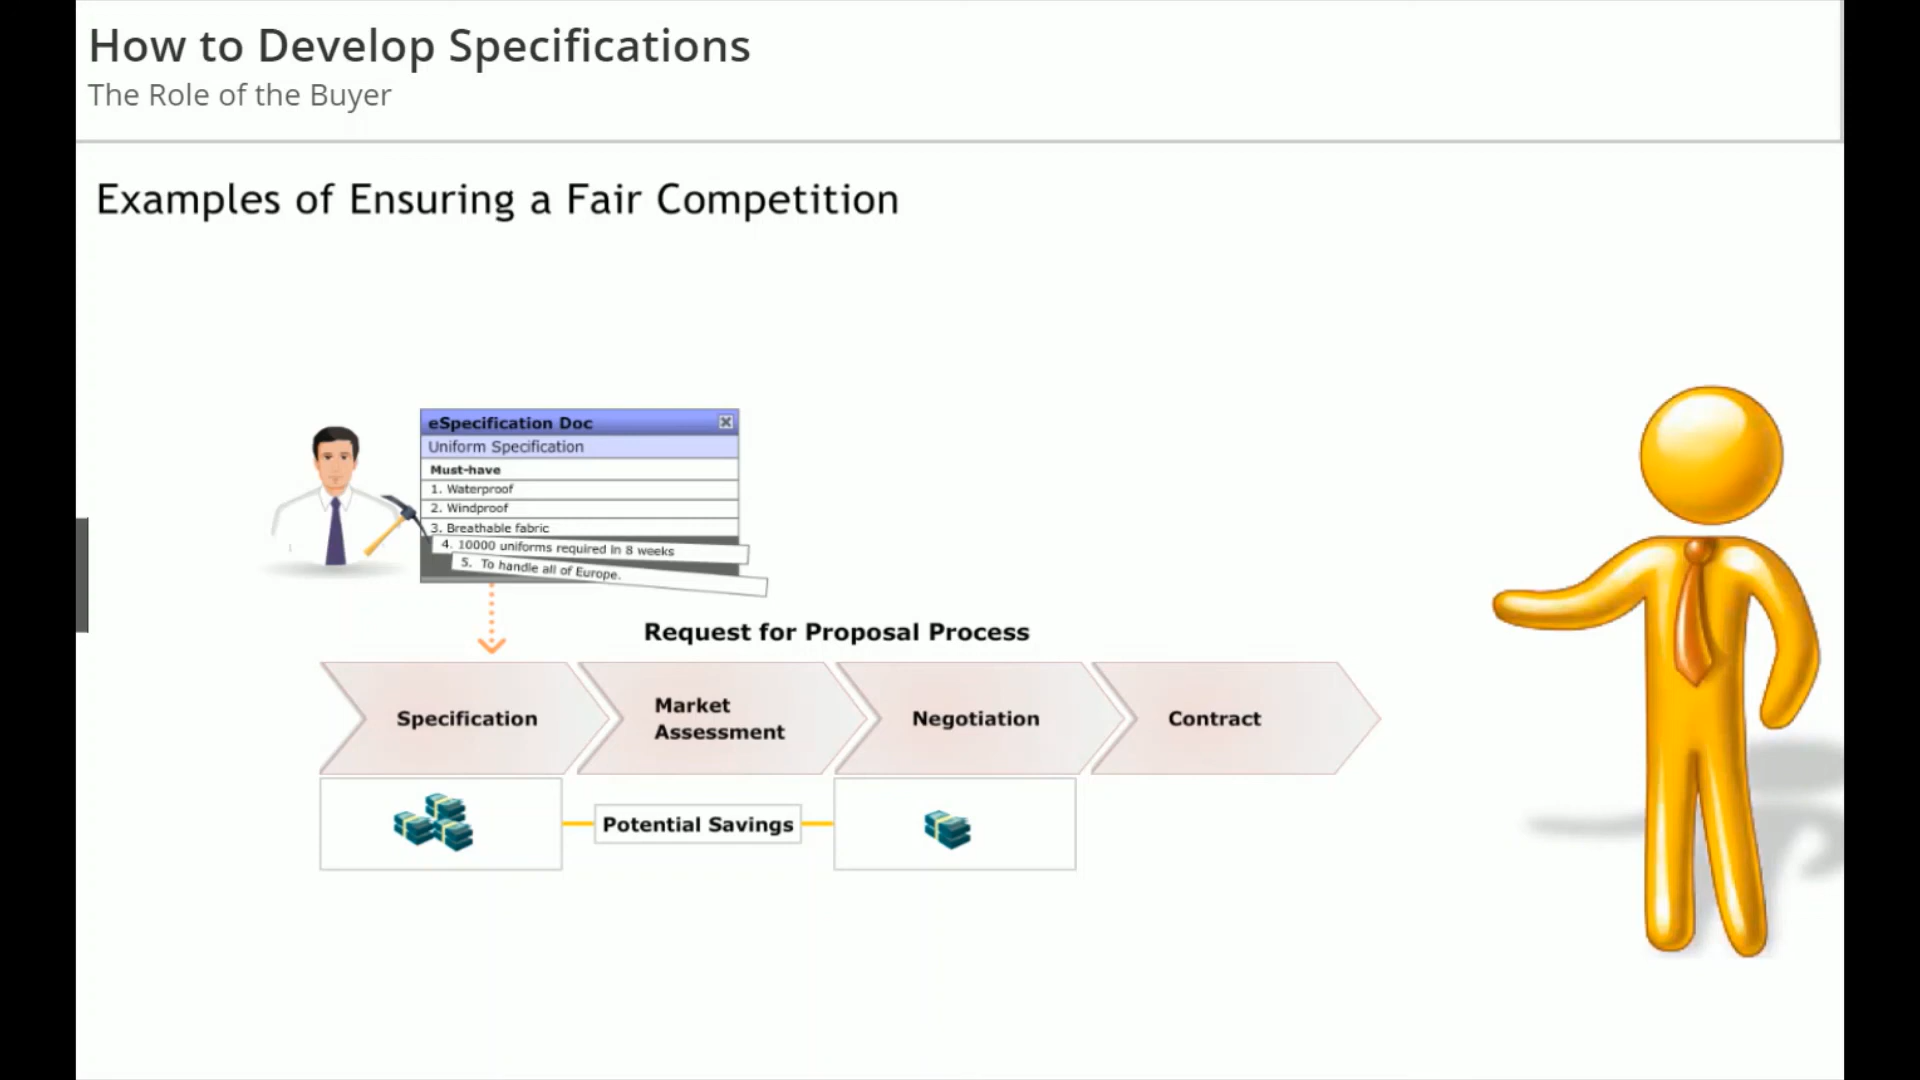 How to Develop Specifications
The Role of the Buyer
Examples of Ensuring a Fair Competition
eSpecification Doc
Uniform Specification
Must-have
1. Waterproof
2. Windproof
3. Breathable fabric
4. 10000 uniforms required in 8 weeks
5. To handle all of Europe.
Request for Proposal Process
Specification
Market
Assessment
Negotiation
Contract
Potential Savings